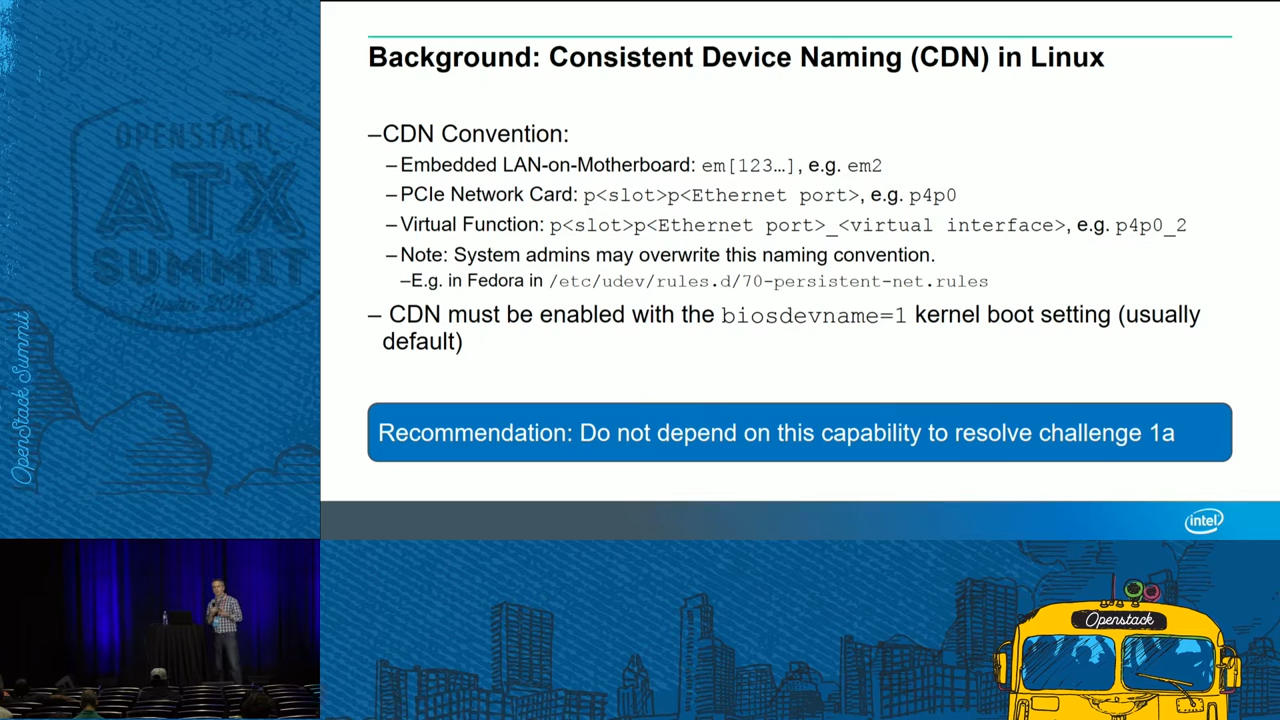 Background: Consistent Device Naming (CDN) in Linux
–CDN Convention:
–Embedded LAN-on-Motherboard: em[123…], e.g. em2
–PCIe Network Card: p<slot>p<Ethernet port>, e.g. p4p0
–Virtual Function: p<slot>p<Ethernet port>_<virtual interface>, e.g. p4p0_2
–Note: System admins may overwrite this naming convention.
–E.g. in Fedora in /etc/udev/rules.d/70-persistent-net.rules
– CDN must be enabled with the biosdevname=1 kernel boot setting (usually
default)
Recommendation: Do not depend on this capability to resolve challenge 1a
intel
OPENSTACK
ATX
SUMMIT
OpenStack Summit
Openstack